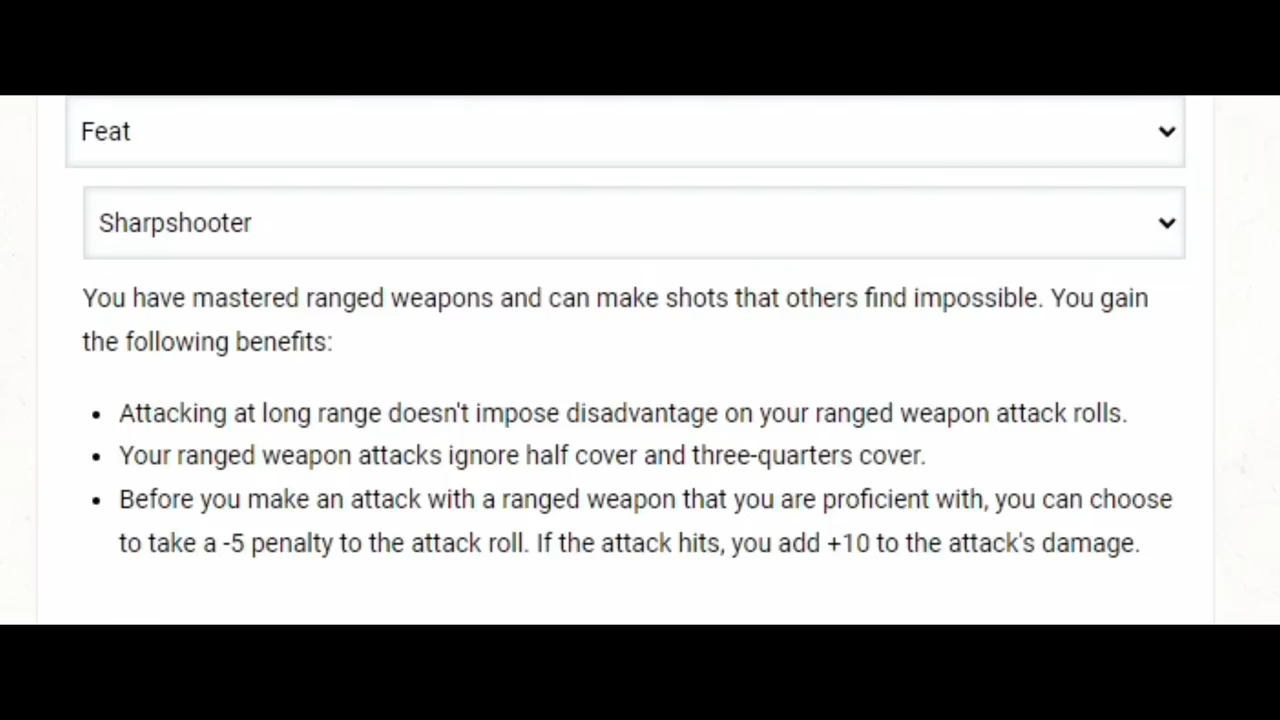 Feat
Sharpshooter
You have mastered ranged weapons and can make shots that others find impossible. You gain
the following benefits:
• Attacking at long range doesn't impose disadvantage on your ranged weapon attack rolls.
• Your ranged weapon attacks ignore half cover and three-quarters cover.
• Before you make an attack with a ranged weapon that you are proficient with, you can choose
to take a -5 penalty to the attack roll. If the attack hits, you add +10 to the attack's damage.